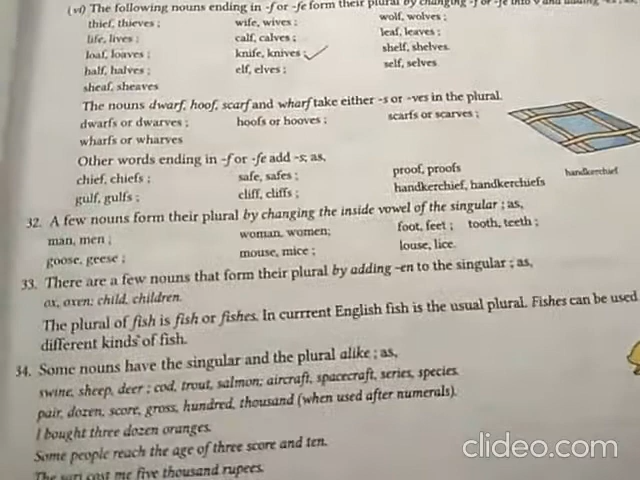 (vi) The following nouns ending in -f or -fe form their plural by changing -f or -fe into v and adding -es; as,
thief, thieves ; wife, wives ; wolf, wolves ;
life, lives ; calf, calves ; leaf, leaves ;
loaf, loaves ; knife, knives ; shelf, shelves.
half, halves ; elf, elves ; self, selves
sheaf, sheaves
The nouns dwarf, hoof, scarf and wharf take either -s or -ves in the plural.
dwarfs or dwarves ; hoofs or hooves ; scarfs or scarves ;
wharfs or wharves
Other words ending in -f or -fe add -s; as,
chief, chiefs ; safe, safes ; proof, proofs
gulf, gulfs ; cliff, cliffs ; handkerchief, handkerchiefs
handkerchief
32. A few nouns form their plural by changing the inside vowel of the singular ; as,
man, men ; woman, women; foot, feet ; tooth, teeth ;
goose, geese ; mouse, mice ; louse, lice.
33. There are a few nouns that form their plural by adding -en to the singular ; as,
ox, oxen; child, children.
The plural of fish is fish or fishes. In currrent English fish is the usual plural. Fishes can be used
different kinds of fish.
34. Some nouns have the singular and the plural alike ; as,
swine, sheep, deer ; cod, trout, salmon; aircraft, spacecraft, series, species.
pair, dozen, score, gross, hundred, thousand (when used after numerals).
I bought three dozen oranges.
Some people reach the age of three score and ten.
The suri cost me five thousand rupees.
clideo.com